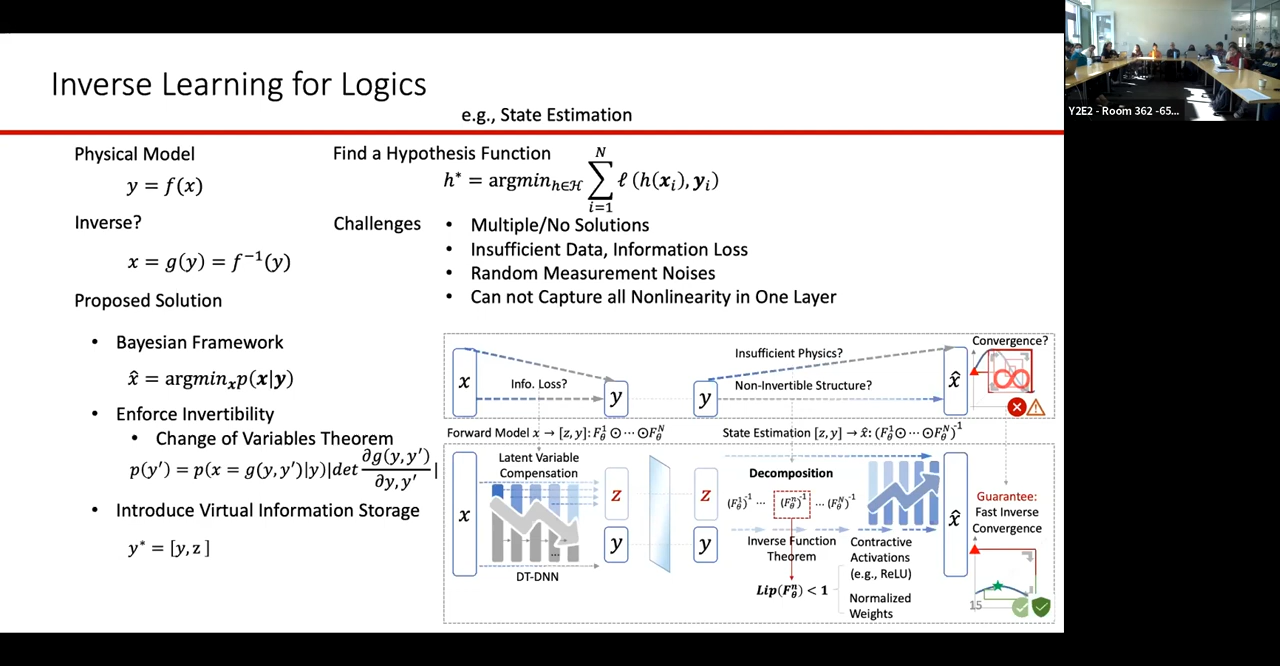 Inverse Learning for Logics
e.g., State Estimation
Physical Model
y = f(x)
Inverse?
x = g(y) = f⁻¹(y)
Find a Hypothesis Function
h* = argmin_{h∈ℋ} ∑_{i=1}^{N} ℓ (h(x_i), y_i)
Challenges
• Multiple/No Solutions
• Insufficient Data, Information Loss
• Random Measurement Noises
• Can not Capture all Nonlinearity in One Layer
Proposed Solution
• Bayesian Framework
x̂ = argmin_x p(x|y)
• Enforce Invertibility
• Change of Variables Theorem
p(y′) = p(x = g(y, y′)|y)|det ∂g(y, y′)/∂y, y′|
• Introduce Virtual Information Storage
y* = [y, z ]
x
Info. Loss?
y
y
Insufficient Physics?
Non-Invertible Structure?
x̂
Convergence?
∞
Forward Model x → [z, y]: F_θ^1 ⊙ ⋯ ⊙F_θ^N
State Estimation [z, y] → x̂: (F_θ^1 ⊙ ⋯ ⊙F_θ^N)^-1
x
Latent Variable
Compensation
...
DT-DNN
z
y
z
y
Decomposition
(F_θ^1)^-1 ⋯ (F_θ^n)^-1 ⋯ (F_θ^N)^-1
Inverse Function
Theorem
Lip(F_θ^n) < 1
Contractive
Activations
(e.g., ReLU)
Normalized
Weights
x̂
Guarantee:
Fast Inverse
Convergence
15
Y2E2 - Room 362 -65...